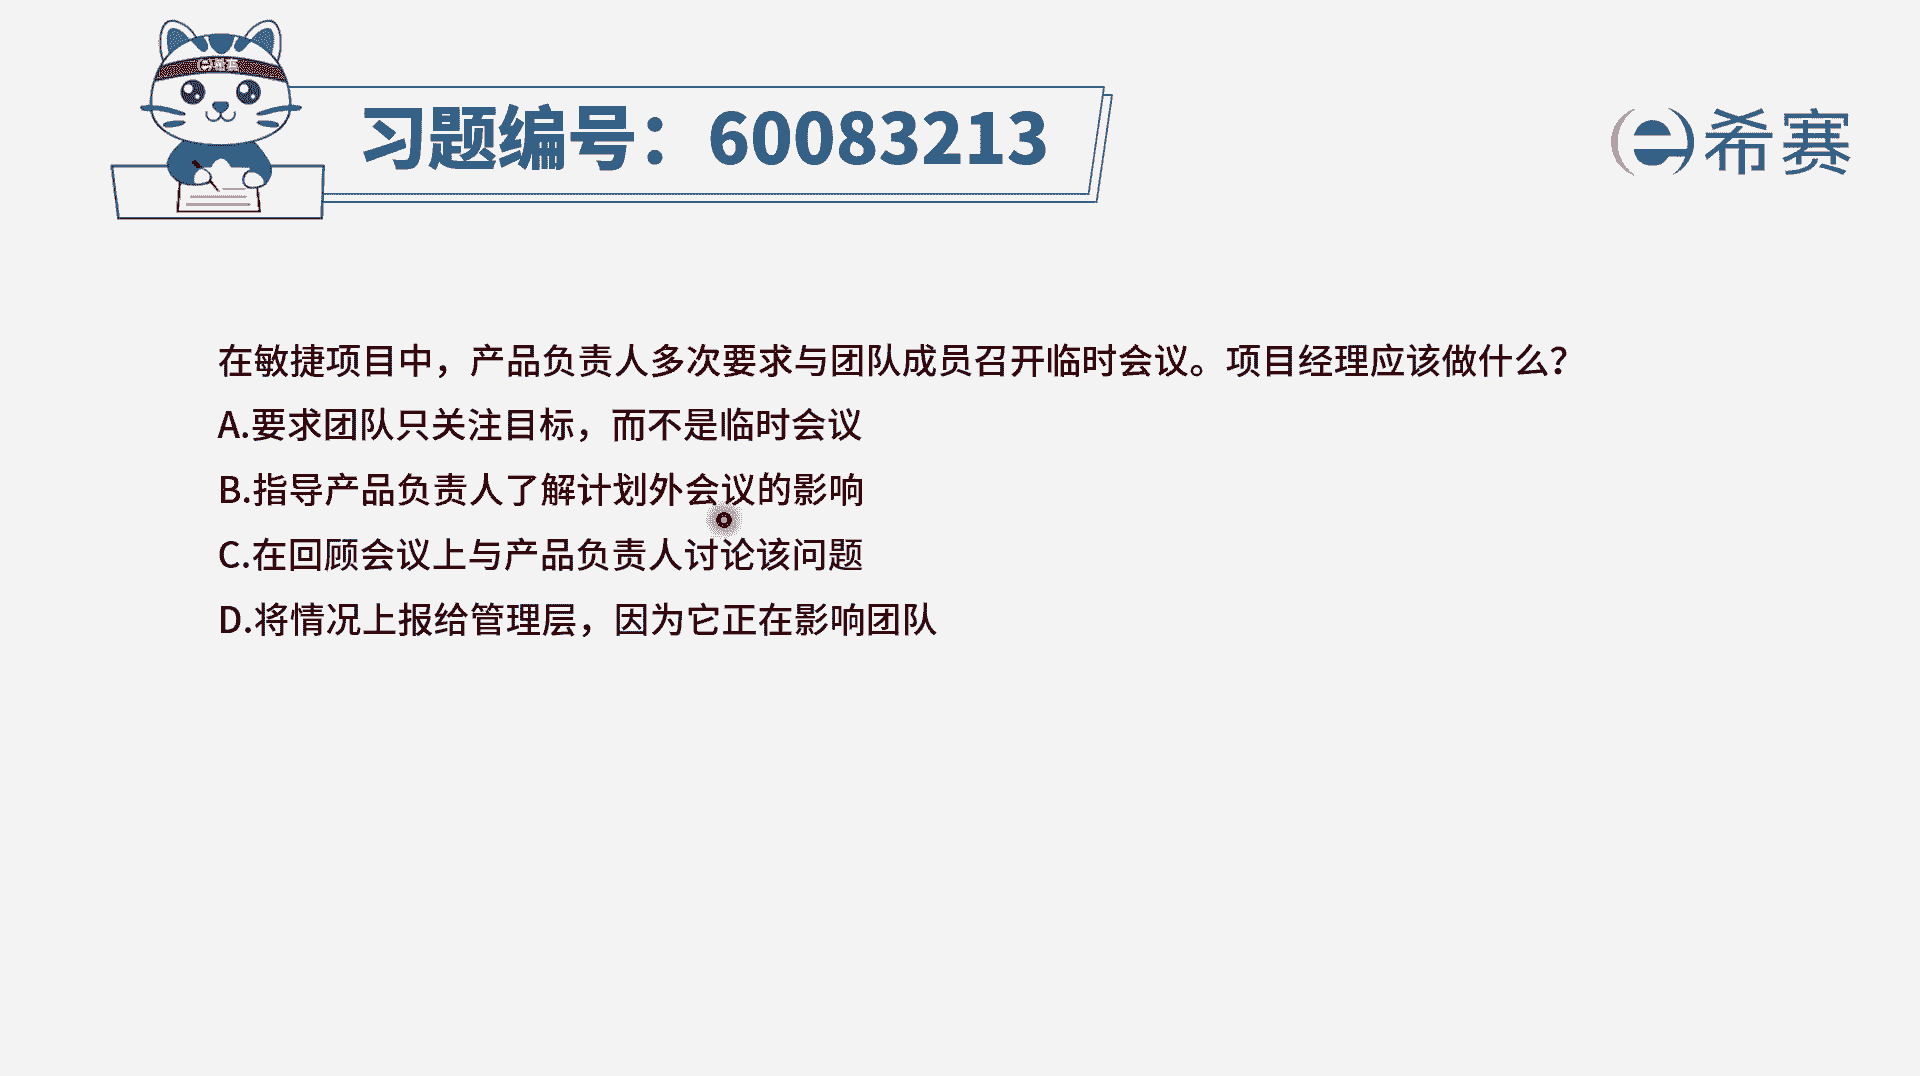 希赛
习题编号：60083213
希赛
在敏捷项目中，产品负责人多次要求与团队成员召开临时会议。项目经理应该做什么？
A.要求团队只关注目标，而不是临时会议
B.指导产品负责人了解计划外会议的影响
C.在回顾会议上与产品负责人讨论该问题
D.将情况上报给管理层，因为它正在影响团队